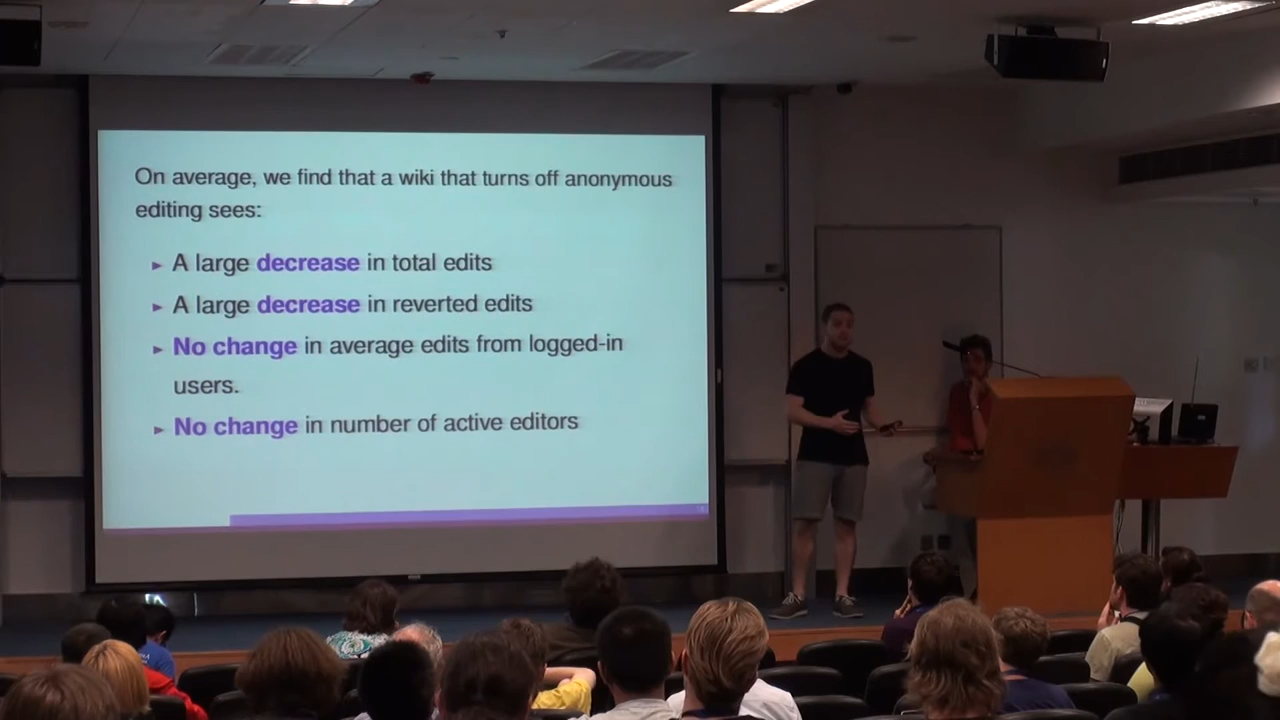 On average, we find that a wiki that turns off anonymous
editing sees:
▸ A large decrease in total edits
▸ A large decrease in reverted edits
▸ No change in average edits from logged-in
users.
▸ No change in number of active editors